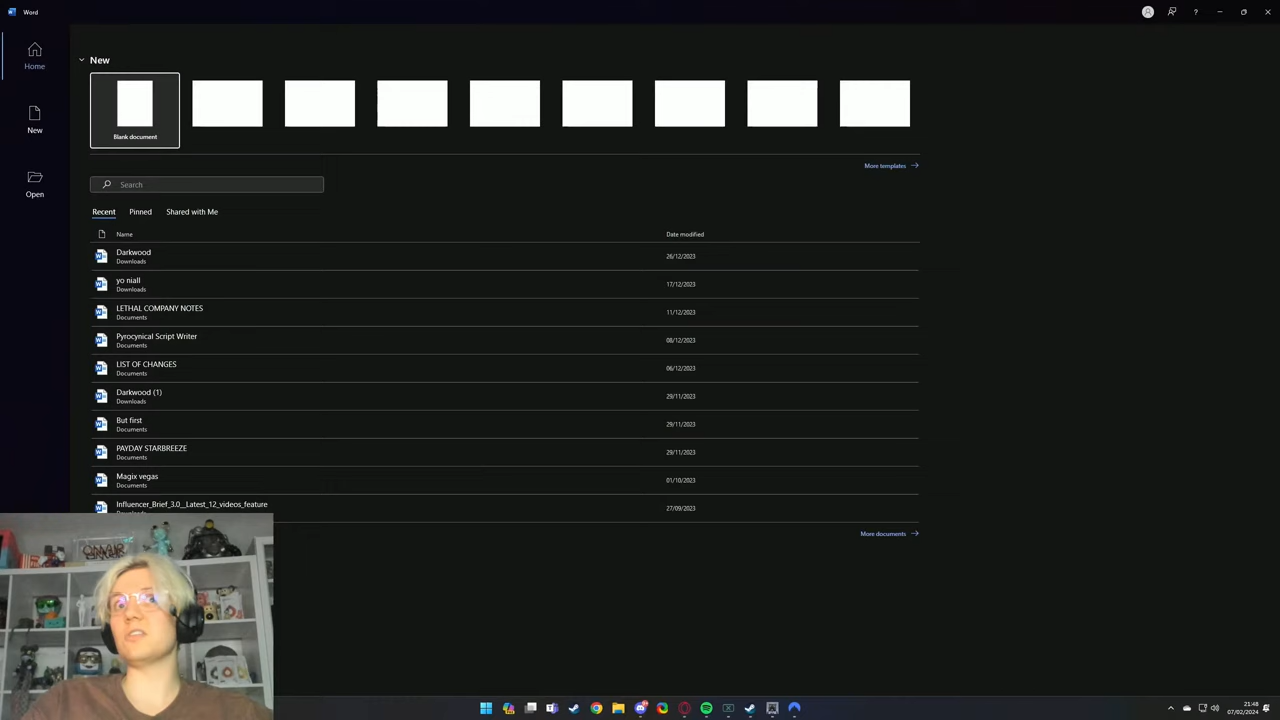 Word
?
Home
New
Open
New
Blank document
More templates
Search
Recent Pinned Shared with Me
Name Date modified
Darkwood
Downloads
26/12/2023
yo niall
Downloads
17/12/2023
LETHAL COMPANY NOTES
Documents
11/12/2023
Pyrocynical Script Writer
Documents
08/12/2023
LIST OF CHANGES
Documents
06/12/2023
Darkwood (1)
Downloads
29/11/2023
But first
Documents
29/11/2023
PAYDAY STARBREEZE
Documents
29/11/2023
Magix vegas
Documents
01/10/2023
Influencer_Brief_3.0__Latest_12_videos_feature
27/09/2023
More documents
ON AIR
21:48
07/02/2024